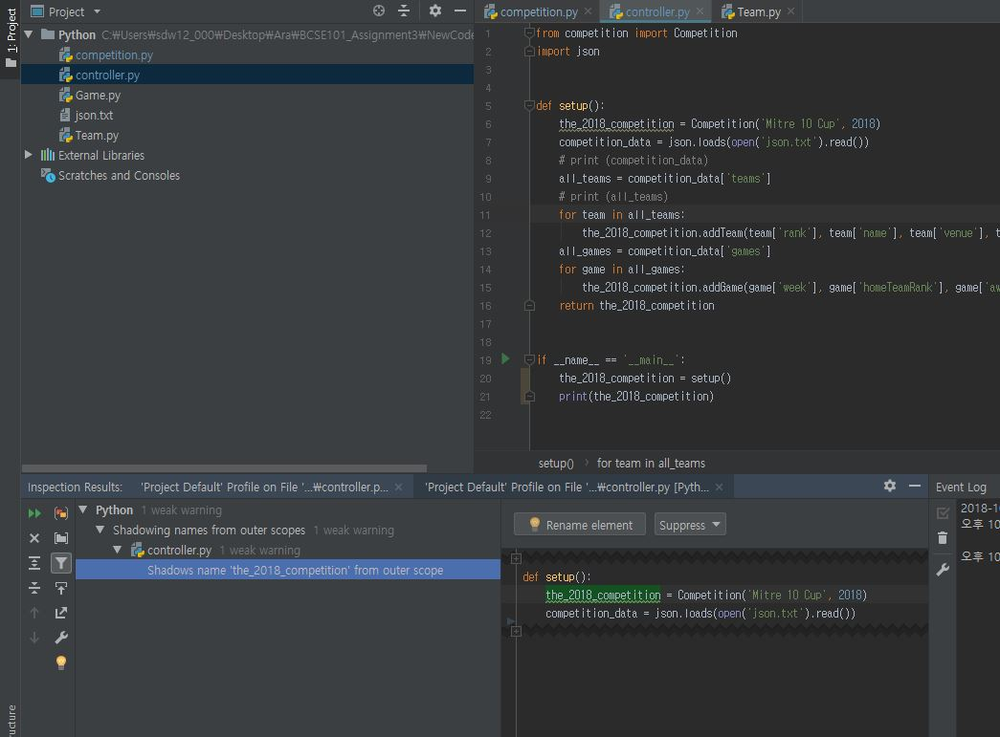 1: Project
Project
Python C:₩Users₩sdw12_000₩Desktop₩Ara₩BCSE101_Assignment3₩NewCode
competition.py
controller.py
Game.py
json.txt
Team.py
External Libraries
Scratches and Consoles
competition.py
controller.py
Team.py
1 from competition import Competition
2 import json
3
4
5 def setup():
6 the_2018_competition = Competition('Mitre 10 Cup', 2018)
7 competition_data = json.loads(open('json.txt').read())
8 # print (competition_data)
9 all_teams = competition_data['teams']
10 # print (all_teams)
11 for team in all_teams:
12 the_2018_competition.addTeam(team['rank'], team['name'], team['venue'], t
13 all_games = competition_data['games']
14 for game in all_games:
15 the_2018_competition.addGame(game['week'], game['homeTeamRank'], game['aw
16 return the_2018_competition
17
18
19 if __name__ == '__main__':
20 the_2018_competition = setup()
21 print(the_2018_competition)
22
setup() › for team in all_teams
Inspection Results:
'Project Default' Profile on File '...₩controller.p...
'Project Default' Profile on File '...₩controller.py [Pyth...
Event Log
Python 1 weak warning
Shadowing names from outer scopes 1 weak warning
controller.py 1 weak warning
Shadows name 'the_2018_competition' from outer scope
Rename element
Suppress
def setup():
the_2018_competition = Competition('Mitre 10 Cup', 2018)
competition_data = json.loads(open('json.txt').read())
2018-1
오후 10
오후 10
ucture